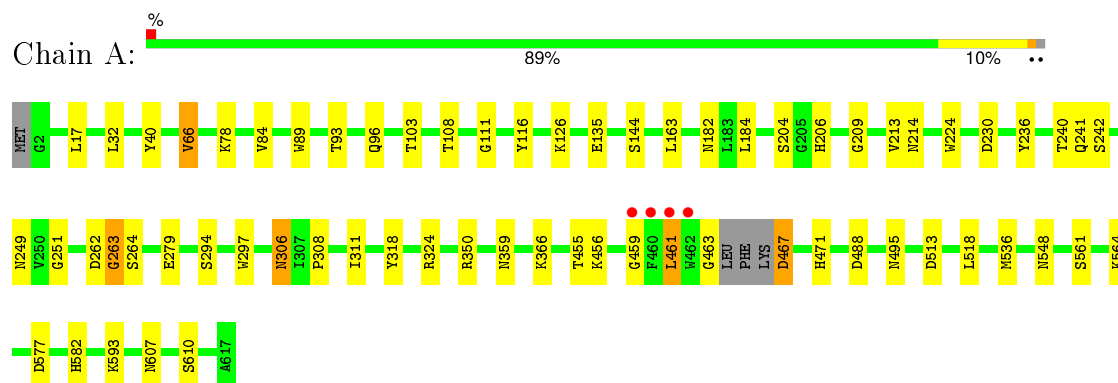 %
Chain A:
89% 10% ••
MET G2 L17 L32 Y40 V66 K78 V84 W89 T93 Q96 T103 T108 G111 Y116 K126 E135 S144 L163 N182 L183 L184 S204 G205 H206 G209 V213 N214 W224 D230 Y236 T240 Q241 S242
N249 V250 G251 D262 G263 S264 E279 S294 W297 N306 I307 P308 I311 Y318 R324 R350 N359 K366 T455 K456 G459 F460 L461 W462 G463 LEU PHE LYS D467 H471 D488 N495 D513 L518 M536 N548 S561 K564
D577 H582 K593 N607 S610 A617